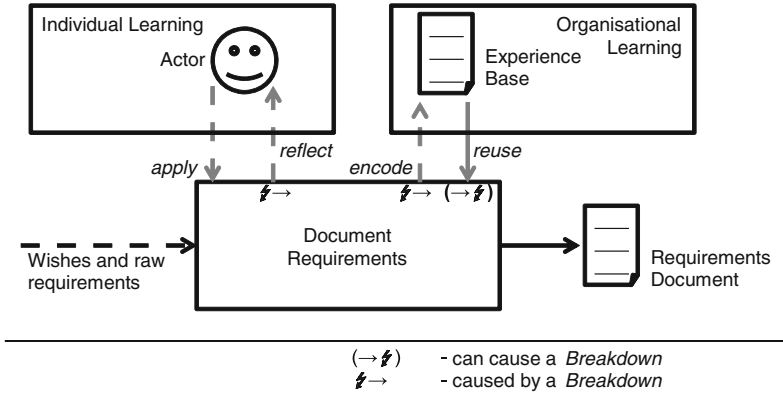 Individual Learning
Actor
Organisational
Learning
Experience
Base
apply
reflect
encode
reuse
→ (→ )
→
Document
Requirements
Wishes and raw
requirements
Requirements
Document
(→ ) - can cause a Breakdown
→ - caused by a Breakdown